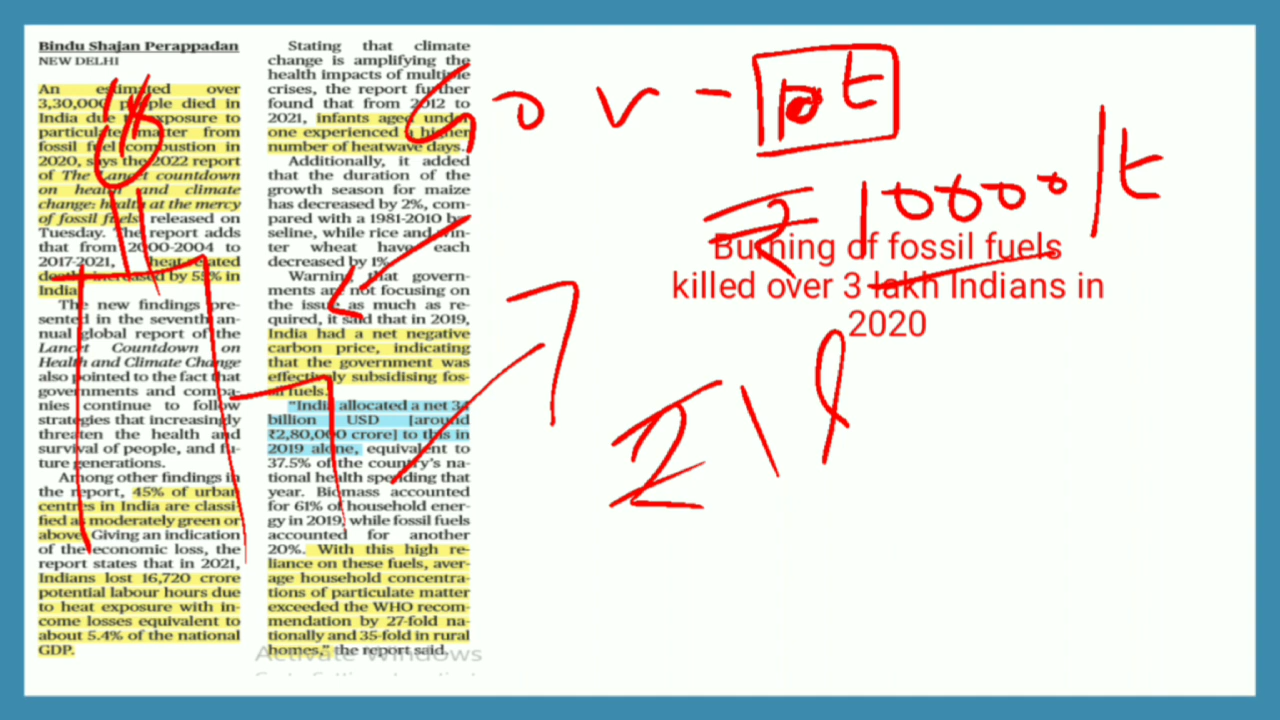 Bindu Shajan Perappadan
NEW DELHI
An estimated over
3,30,000 people died in
India due to exposure to
particulate matter from
fossil fuel combustion in
2020, says the 2022 report
of The Lancet countdown
on health and climate
change: health at the mercy
of fossil fuels, released on
Tuesday. The report adds
that from 2000-2004 to
2017-2021, heat-related
deaths increased by 55% in
India.
The new findings pre-
sented in the seventh an-
nual global report of the
Lancet Countdown on
Health and Climate Change
also pointed to the fact that
governments and compa-
nies continue to follow
strategies that increasingly
threaten the health and
survival of people, and fu-
ture generations.
Among other findings in
the report, 45% of urban
centres in India are classi-
fied as moderately green or
above. Giving an indication
of the economic loss, the
report states that in 2021,
Indians lost 16,720 crore
potential labour hours due
to heat exposure with in-
come losses equivalent to
about 5.4% of the national
GDP.
Stating that climate
change is amplifying the
health impacts of multiple
crises, the report further
found that from 2012 to
2021, infants aged under
one experienced a higher
number of heatwave days.
Additionally, it added
that the duration of the
growth season for maize
has decreased by 2%, com-
pared with a 1981-2010 ba-
seline, while rice and win-
ter wheat have each
decreased by 1%.
Warning that govern-
ments are not focusing on
the issue as much as re-
quired, it said that in 2019,
India had a net negative
carbon price, indicating
that the government was
effectively subsidising fos-
sil fuels.
"India allocated a net 34
billion USD [around
₹2,80,000 crore] to this in
2019 alone, equivalent to
37.5% of the country's na-
tional health spending that
year. Biomass accounted
for 61% of household ener-
gy in 2019, while fossil fuels
accounted for another
20%. With this high re-
liance on these fuels, aver-
age household concentra-
tions of particulate matter
exceeded the WHO recom-
mendation by 27-fold na-
tionally and 35-fold in rural
homes," the report said.
Activate Windows
Gov -
₹ 10000/t
Burning of fossil fuels
killed over 3 lakh Indians in
2020